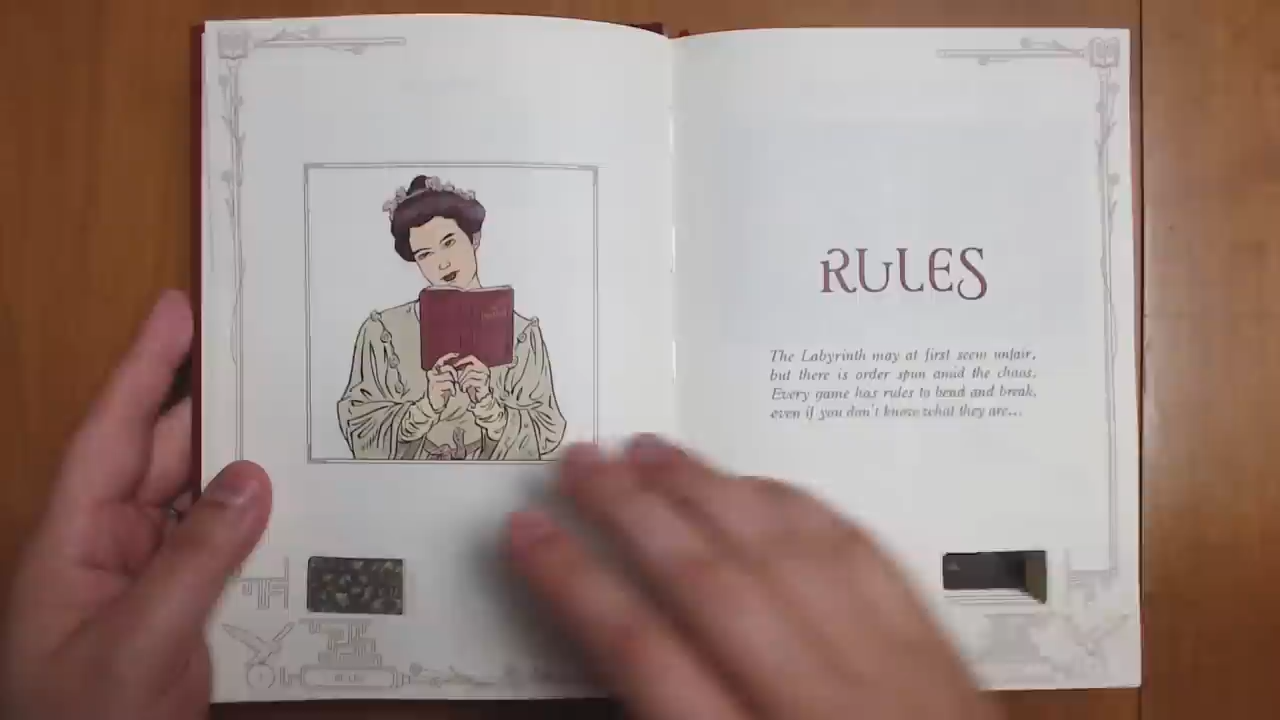 RULES
The Labyrinth may at first seem unfair,
but there is order spun amid the chaos.
Every game has rules to bend and break,
even if you don't know what they are...